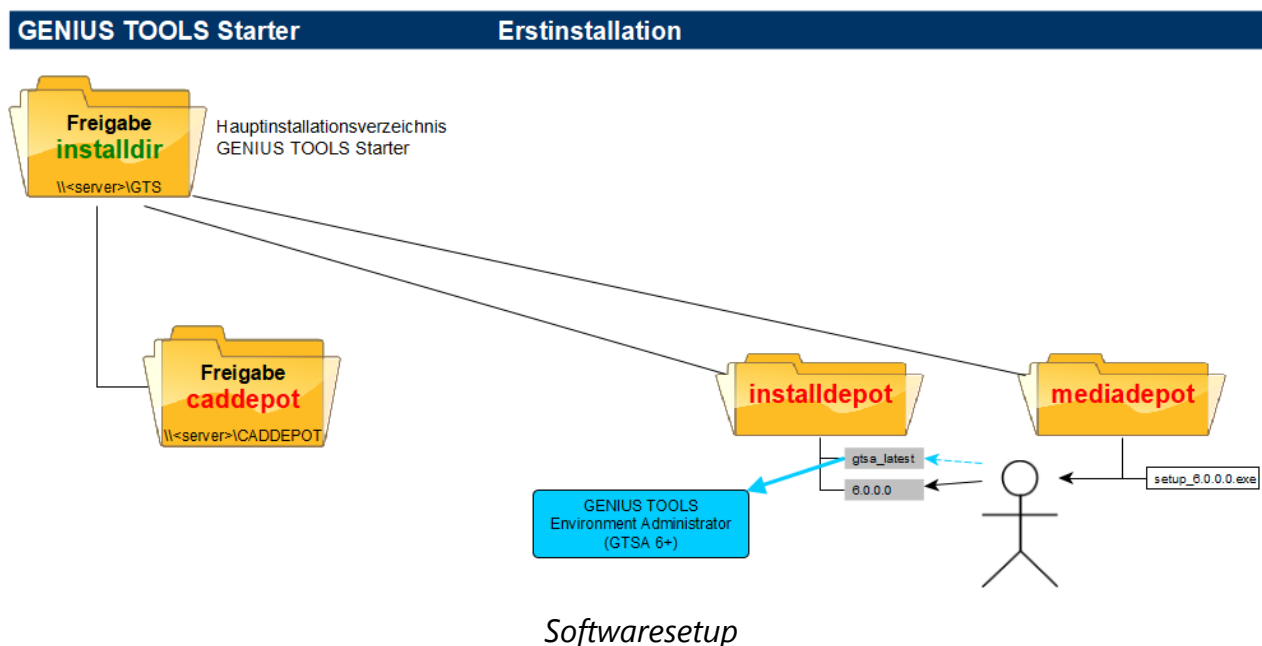 GENIUS TOOLS Starter Erstinstallation
Freigabe
installdir
\\<server>\GTS
Hauptinstallationsverzeichnis
GENIUS TOOLS Starter
Freigabe
caddepot
\\<server>\CADDEPOT
installdepot
mediadepot
gtsa_latest
6.0.0.0
setup_6.0.0.0.exe
GENIUS TOOLS
Environment Administrator
(GTSA 6+)
Softwaresetup